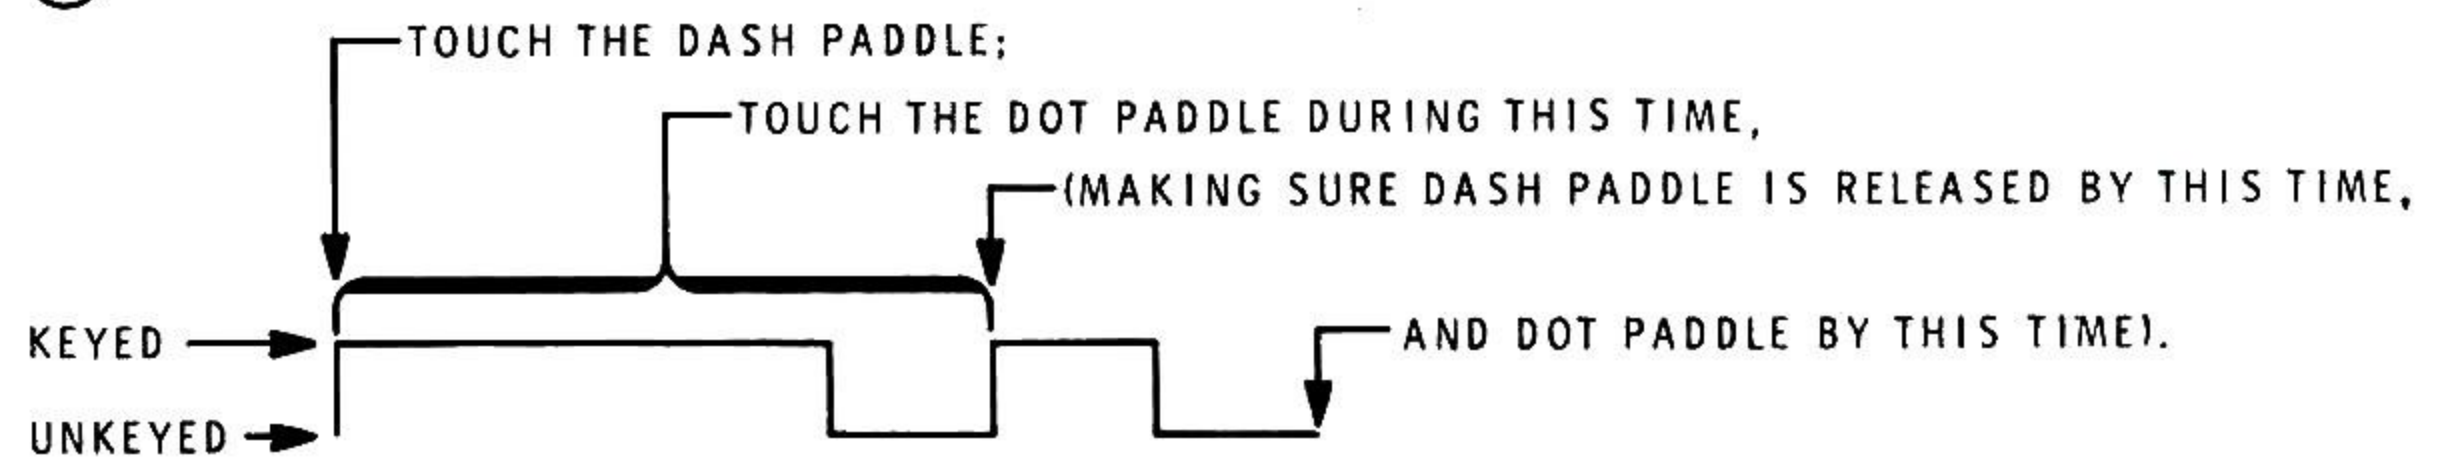 TOUCH THE DASH PADDLE;
TOUCH THE DOT PADDLE DURING THIS TIME,
(MAKING SURE DASH PADDLE IS RELEASED BY THIS TIME,
KEYED
AND DOT PADDLE BY THIS TIME).
UNKEYED